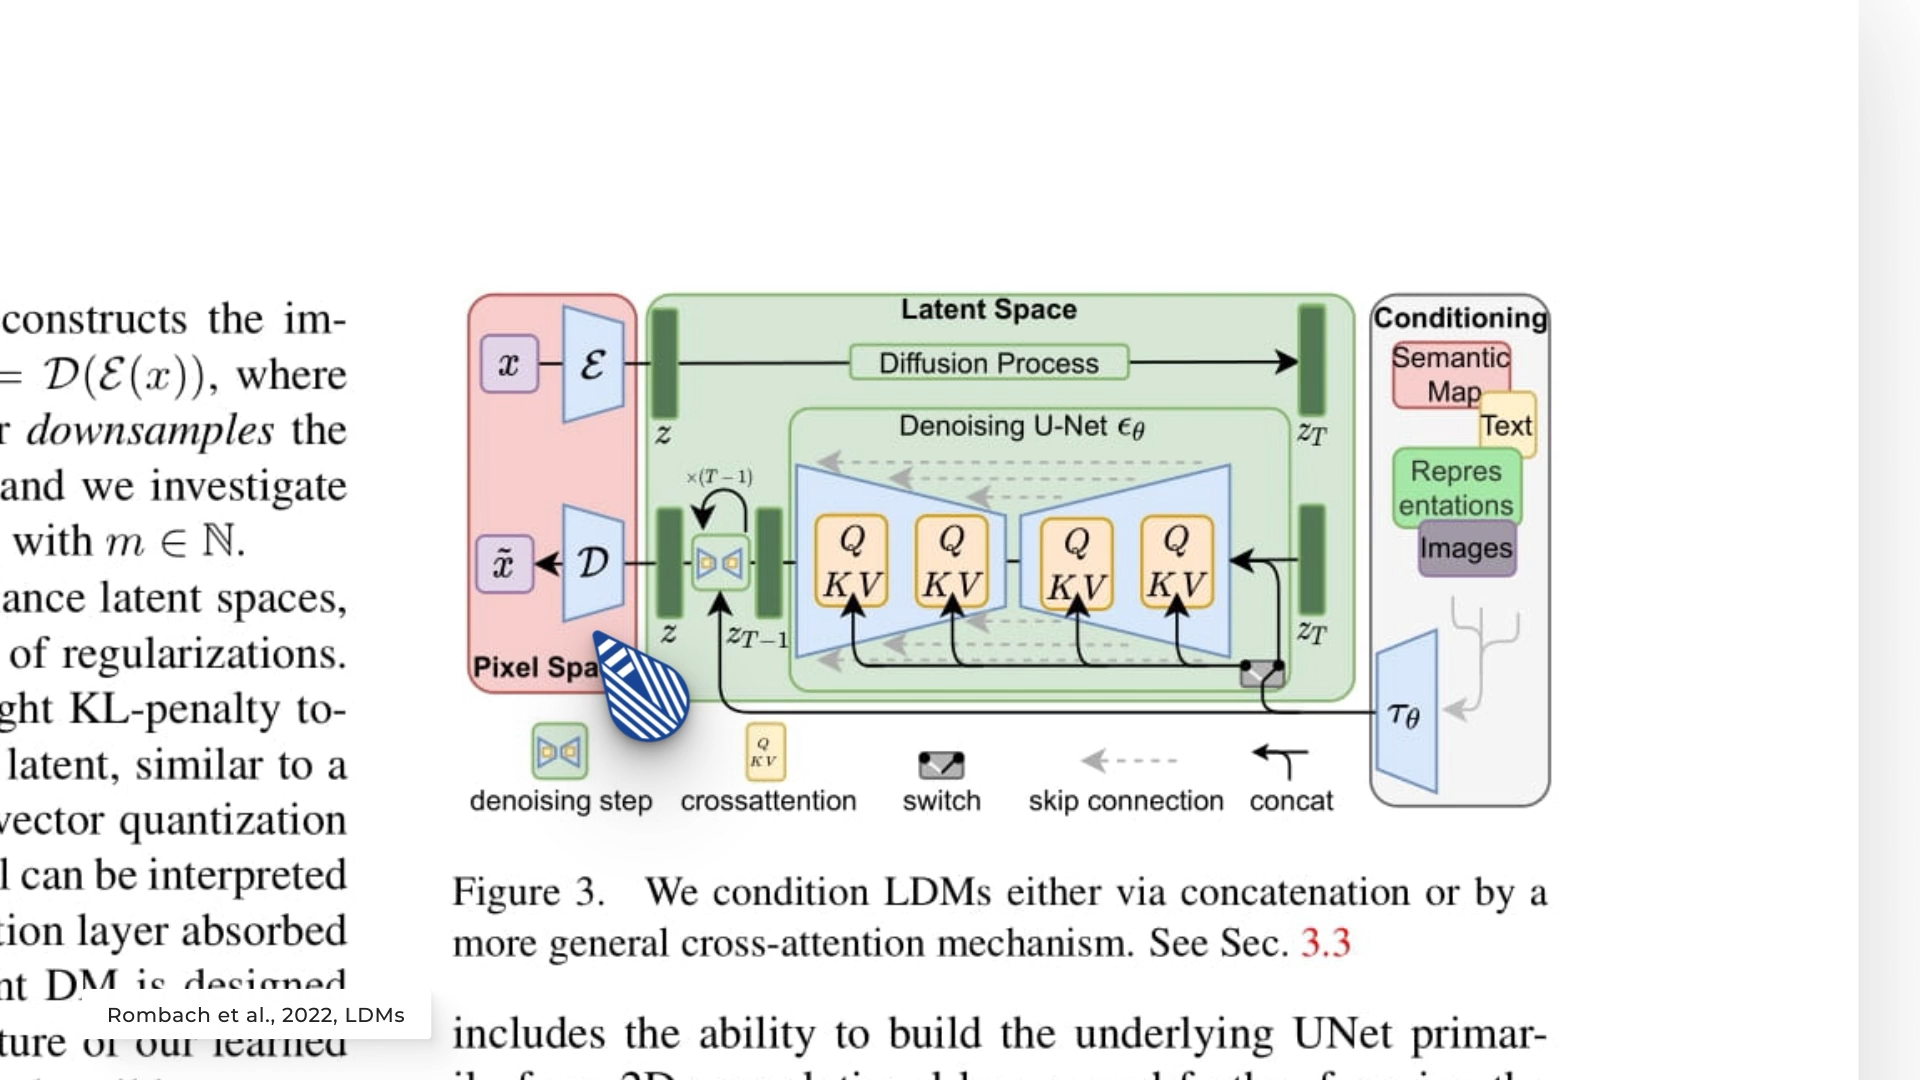 constructs the im-
= D(E(x)), where
r downsamples the
and we investigate
with m ∈ ℕ.
ance latent spaces,
of regularizations.
ght KL-penalty to-
latent, similar to a
vector quantization
l can be interpreted
tion layer absorbed
nt DM is designed
ture of our learned
Rombach et al., 2022, LDMs
Latent Space
Conditioning
x
ℰ
Diffusion Process
Semantic
Map
z
z_T
Text
Denoising U-Net ϵ_θ
×(T − 1)
Repres
entations
Images
x̃
D
Q
K V
Q
K V
Q
K V
Q
K V
z
z_{T−1}
z_T
Pixel Spa
τ_θ
Q
K V
denoising step
crossattention
switch
skip connection
concat
Figure 3. We condition LDMs either via concatenation or by a
more general cross-attention mechanism. See Sec. 3.3
includes the ability to build the underlying UNet primar-